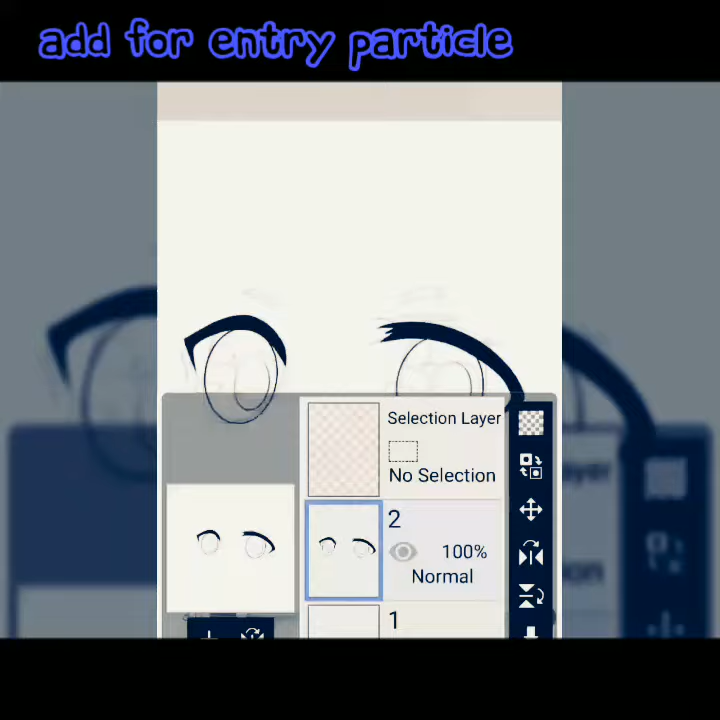 add for entry particle
Selection Layer
No Selection
2
100%
Normal
1